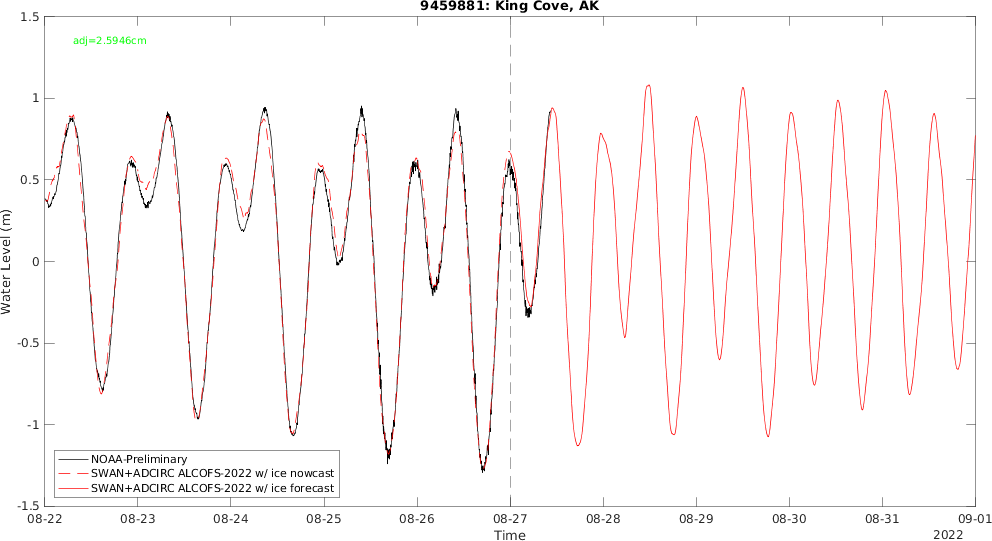 9459881: King Cove, AK
adj=2.5946cm
1.5
1
0.5
0
-0.5
-1
-1.5
Water Level (m)
NOAA-Preliminary
SWAN+ADCIRC ALCOFS-2022 w/ ice nowcast
SWAN+ADCIRC ALCOFS-2022 w/ ice forecast
08-22 08-23 08-24 08-25 08-26 08-27 08-28 08-29 08-30 08-31 09-01
Time
2022